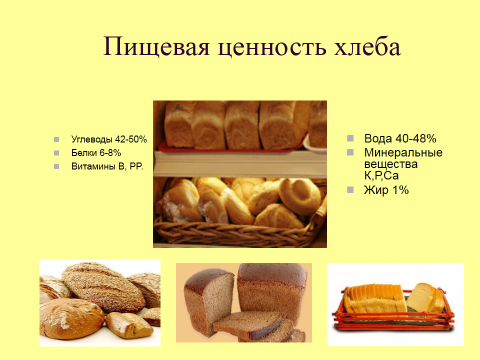 Пищевая ценность хлеба
Углеводы 42-50%
Белки 6-8%
Витамины В, РР.
Вода 40-48%
Минеральные
вещества
К,Р,Са
Жир 1%